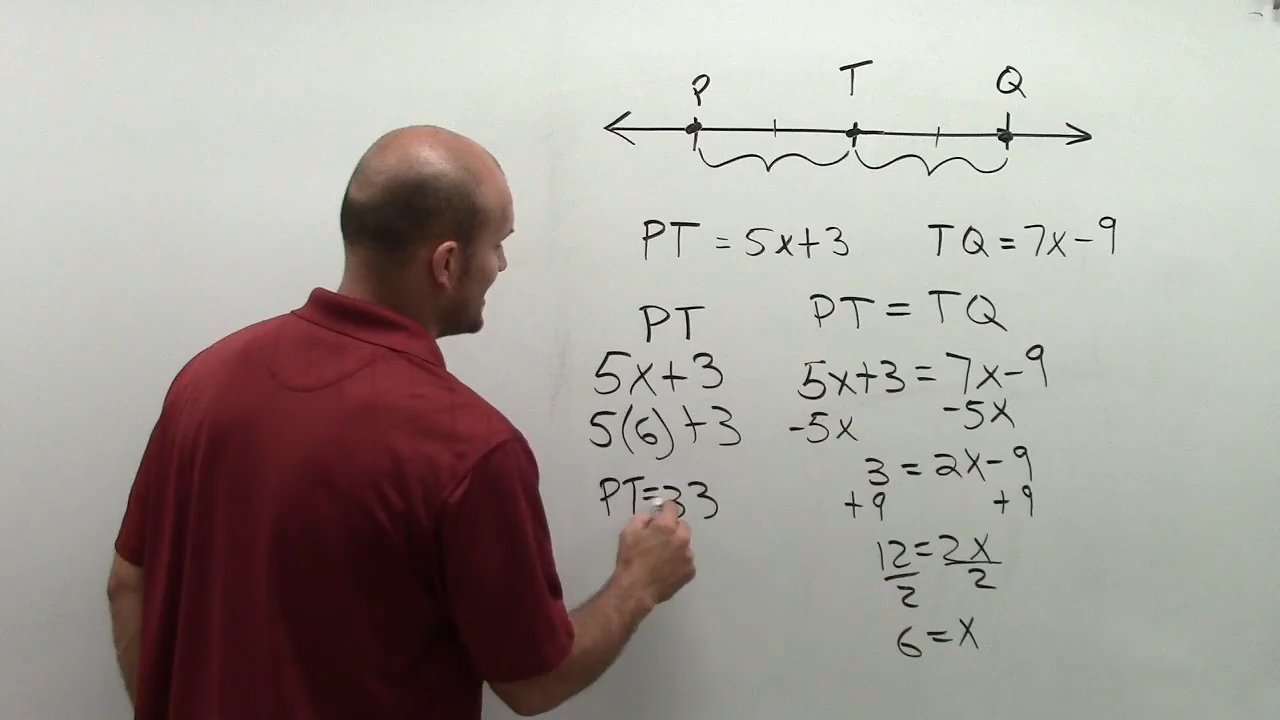 P T Q
PT = 5x+3 TQ = 7x-9
PT
5x+3
5(6)+3
PT=33
PT = TQ
5x+3 = 7x-9
-5x -5x
3 = 2x-9
+9 +9
12/2 = 2x/2
6 = x